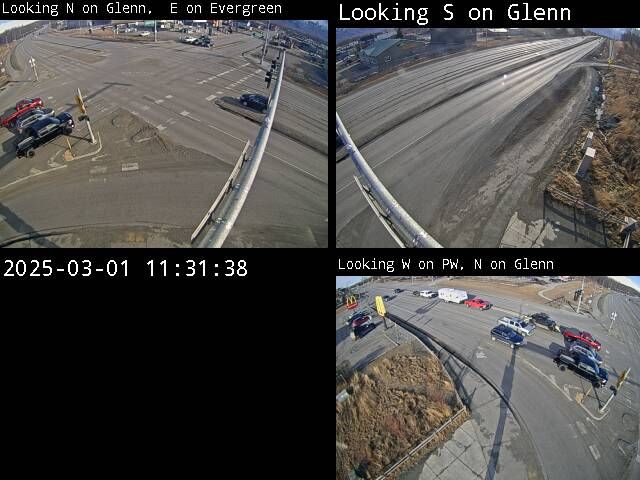 Looking N on Glenn,  E on Evergreen
Looking S on Glenn
2025-03-01 11:31:38
Looking W on PW, N on Glenn